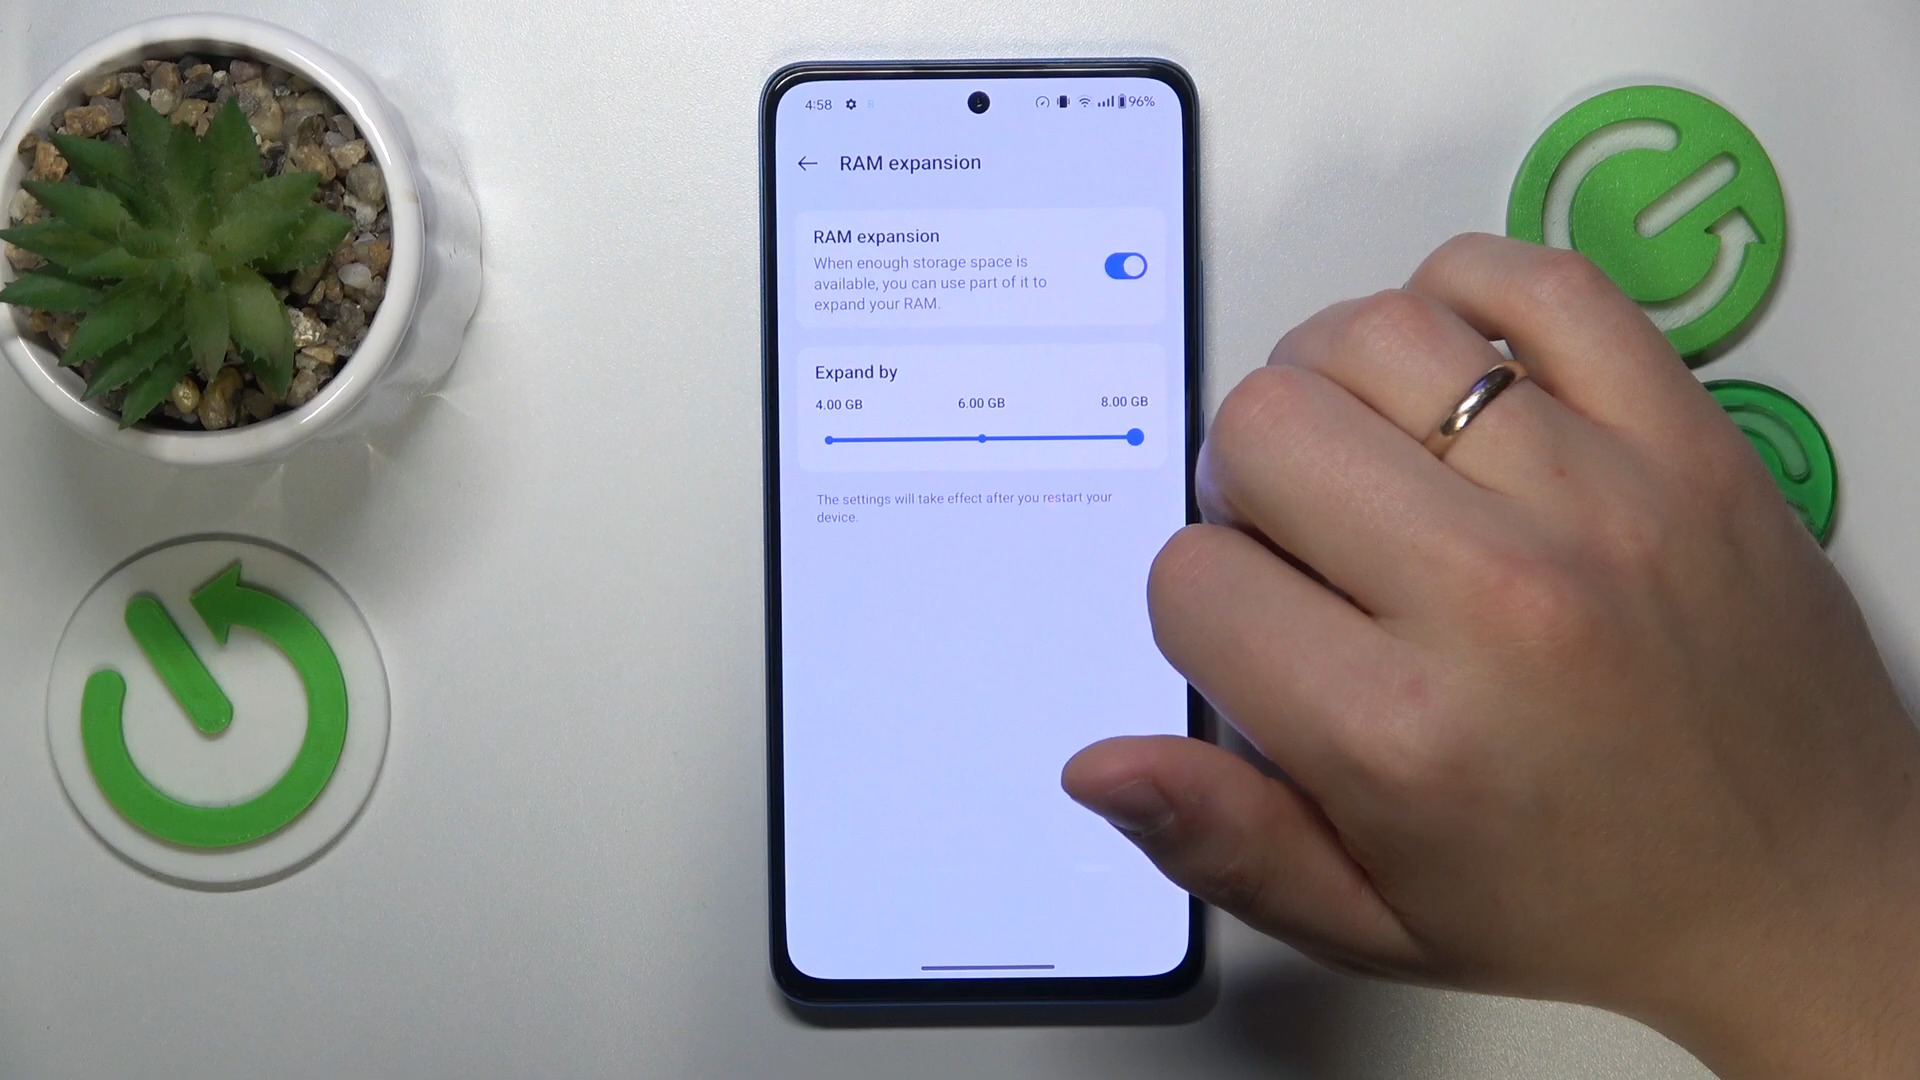 4:58
96%
RAM expansion
RAM expansion
When enough storage space is
available, you can use part of it to
expand your RAM.
Expand by
4.00 GB 6.00 GB 8.00 GB
The settings will take effect after you restart your
device.